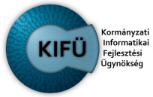 KIFÜ
Kormányzati
Informatikai
Fejlesztési
Ügynökség